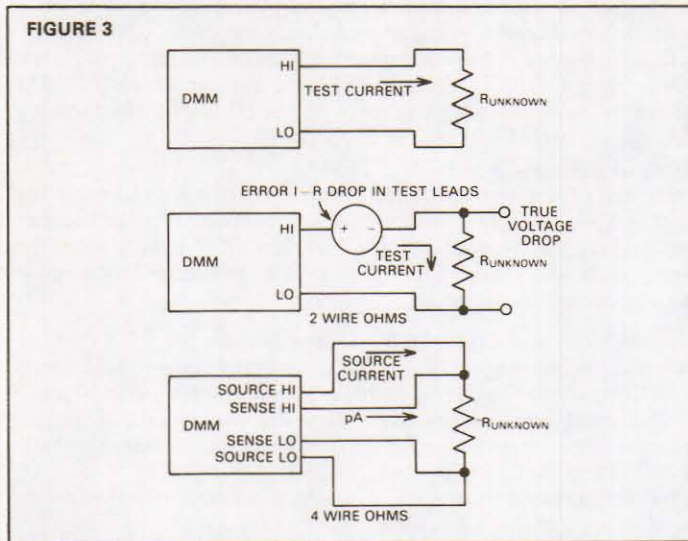 FIGURE 3
HI
TEST CURRENT
DMM
RUNKNOWN
LO
ERROR I–R DROP IN TEST LEADS
HI
+ −
TRUE
VOLTAGE
DROP
TEST
CURRENT
DMM
RUNKNOWN
LO
2 WIRE OHMS
SOURCE
CURRENT
SOURCE HI
SENSE HI
pA
DMM
RUNKNOWN
SENSE LO
SOURCE LO
4 WIRE OHMS